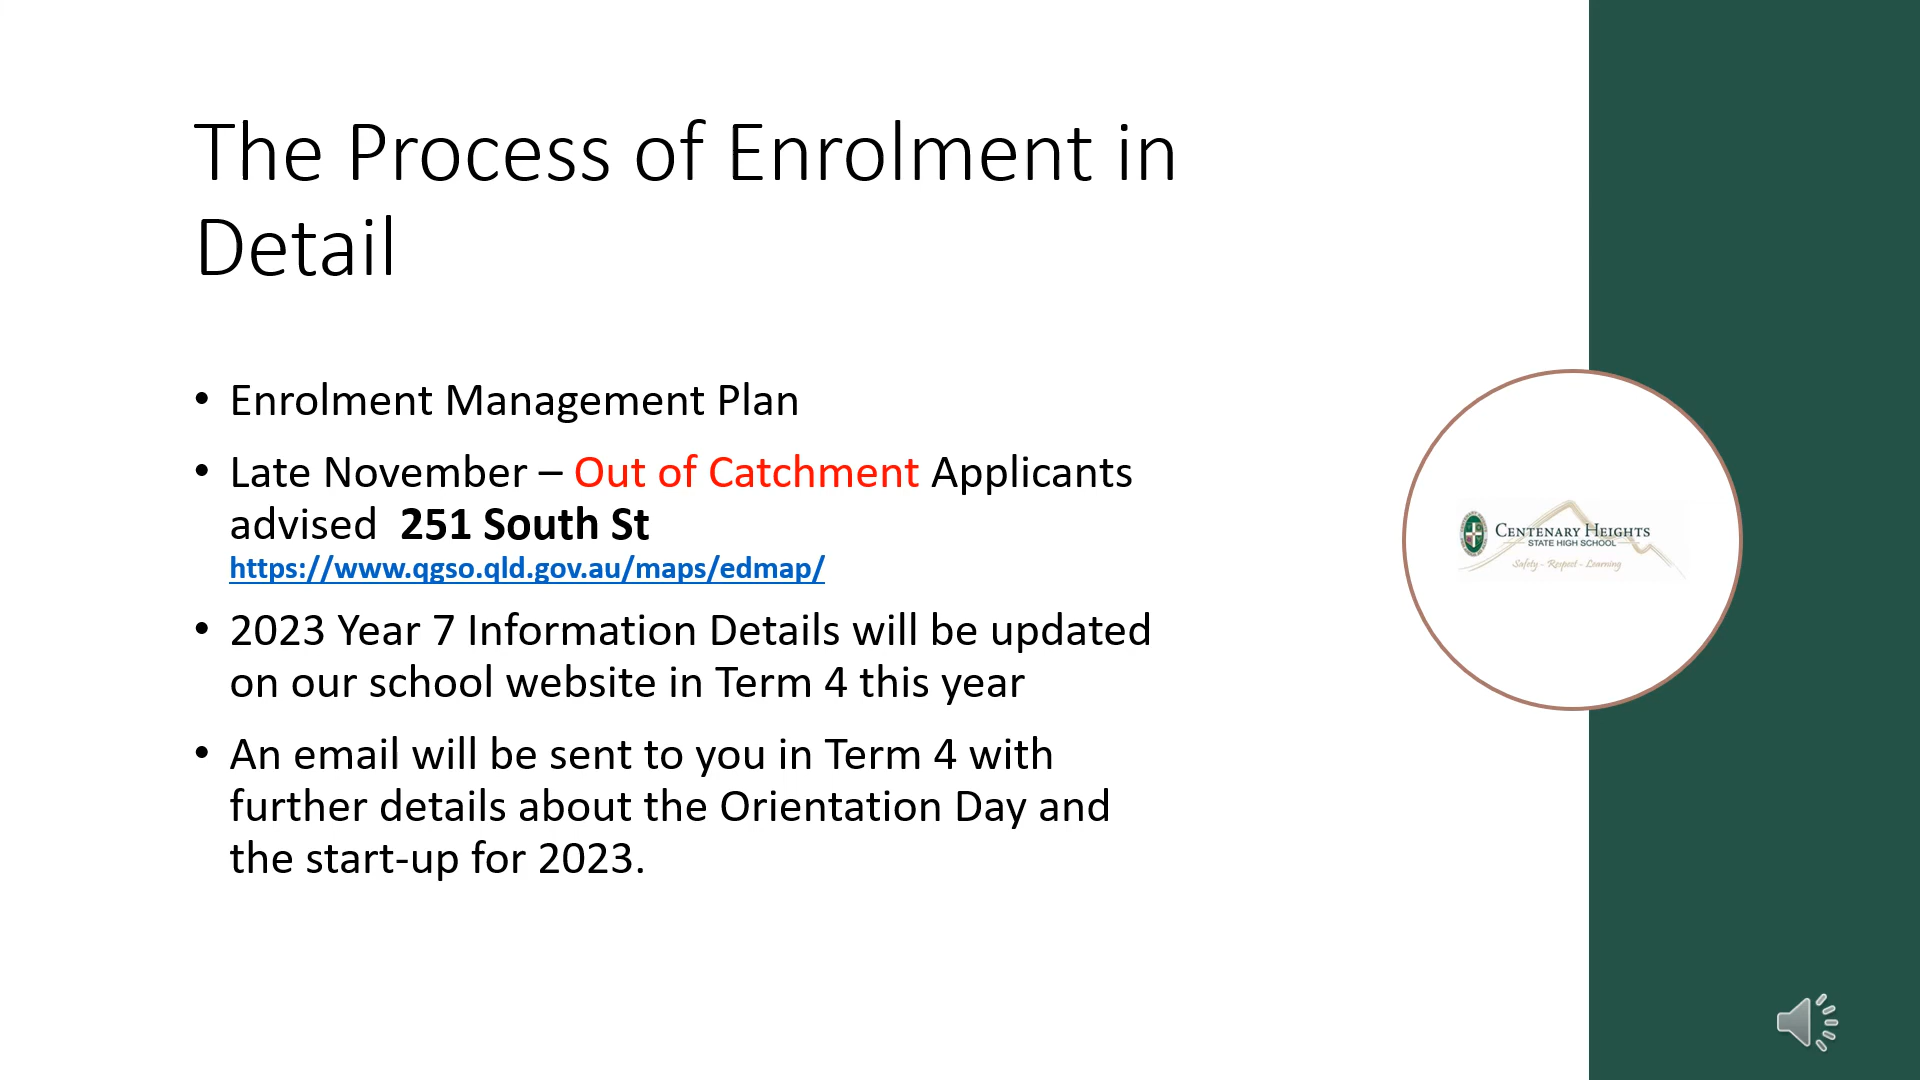 The Process of Enrolment in
Detail
• Enrolment Management Plan
• Late November – Out of Catchment Applicants
advised 251 South St
https://www.qgso.qld.gov.au/maps/edmap/
• 2023 Year 7 Information Details will be updated
on our school website in Term 4 this year
• An email will be sent to you in Term 4 with
further details about the Orientation Day and
the start-up for 2023.
CENTENARY HEIGHTS
STATE HIGH SCHOOL
Safety - Respect - Learning